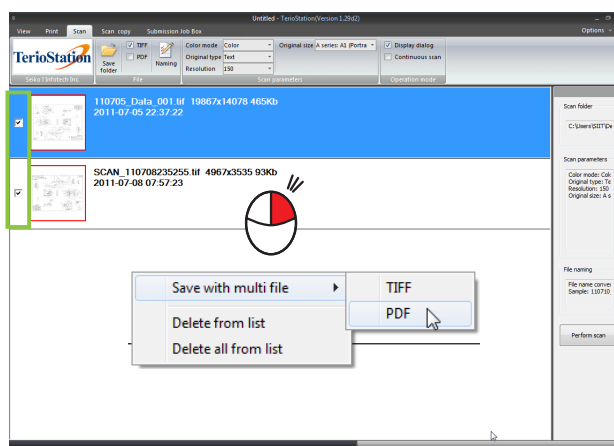 Untitled - TerioStation(Version 1.29d2)
View Print Scan Scan copy Submission Job Box Options
TerioStation
Seiko I Infotech Inc.
Save folder
TIFF
PDF
Naming
File
Color mode Color
Original type Text
Resolution 150
Original size A series: A1 (Portra
Scan parameters
Display dialog
Continuous scan
Operation mode
110705_Data_001.tif 19867x14078 465Kb
2011-07-05 22:37:22
SCAN_110708235255.tif 4967x3535 93Kb
2011-07-08 07:57:23
Save with multi file
Delete from list
Delete all from list
TIFF
PDF
Scan folder
C:\Users\SIIT\De
Scan parameters
Color mode: Colo
Original type: Te
Resolution: 150
Original size: A s
File naming
File name conver
Sample: 110710_
Perform scan